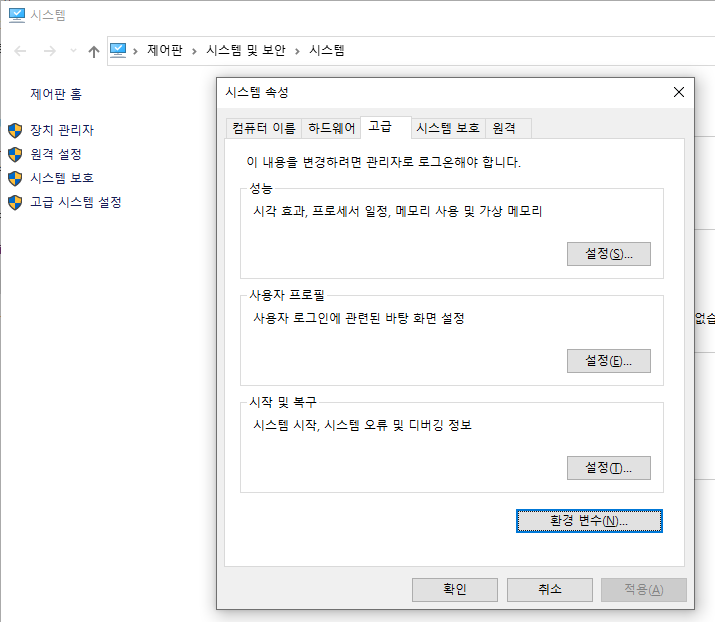 시스템
제어판 > 시스템 및 보안 > 시스템
제어판 홈
장치 관리자
원격 설정
시스템 보호
고급 시스템 설정
시스템 속성
컴퓨터 이름 하드웨어 고급 시스템 보호 원격
이 내용을 변경하려면 관리자로 로그온해야 합니다.
성능
시각 효과, 프로세서 일정, 메모리 사용 및 가상 메모리
설정(S)...
사용자 프로필
사용자 로그인에 관련된 바탕 화면 설정
설정(E)...
시작 및 복구
시스템 시작, 시스템 오류 및 디버깅 정보
설정(T)...
환경 변수(N)...
확인 취소 적용(A)